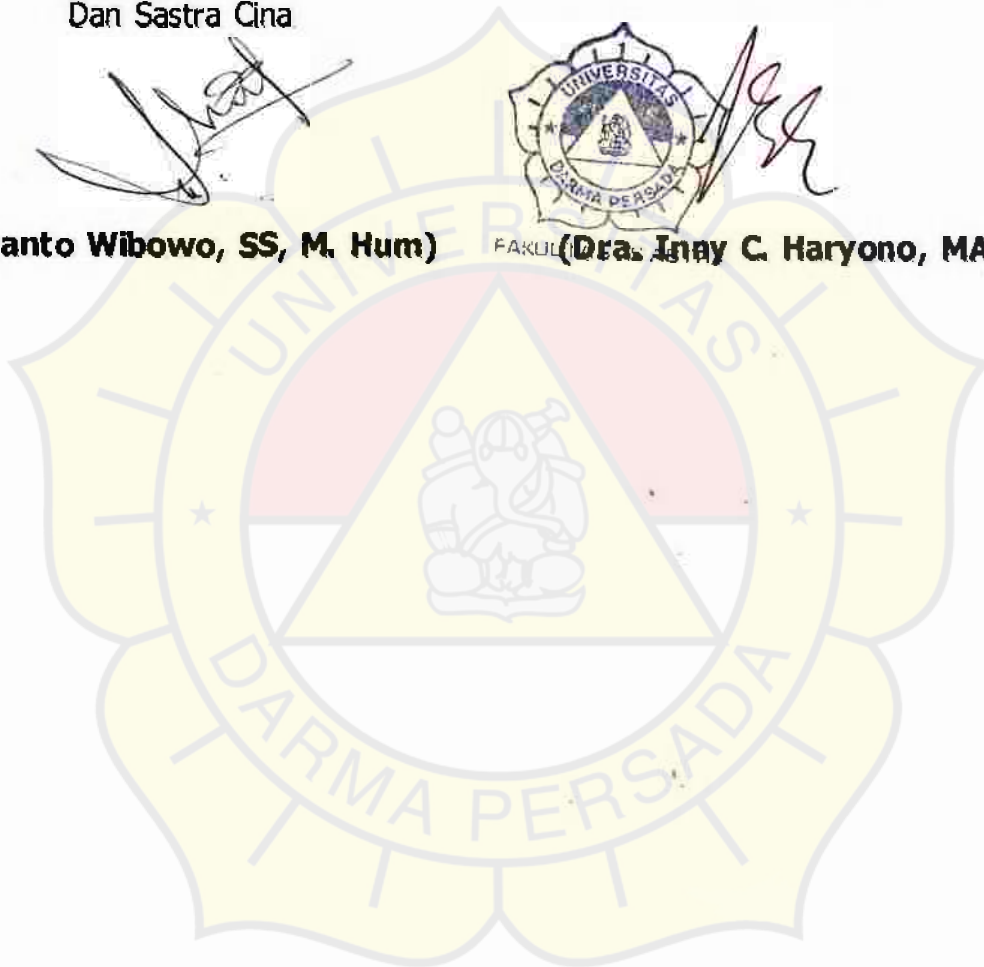 Dan Sastra Cina
UNIVERSITAS
DARMA PERSADA
anto Wibowo, SS, M. Hum)
(Dra. Inny C. Haryono, MA
UNIVERSITAS
DARMA PERSADA